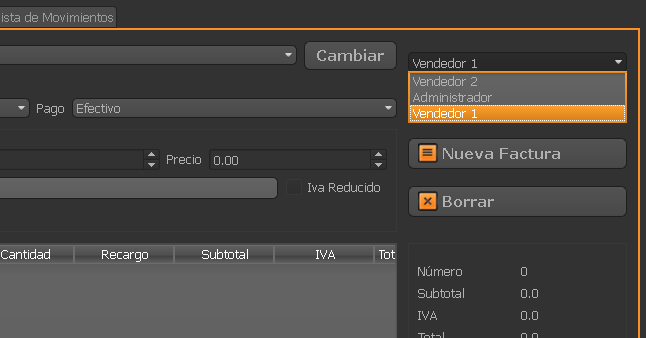 ista de Movimientos
Cambiar
Vendedor 1
Vendedor 2
Administrador
Vendedor 1
Pago Efectivo
Nueva Factura
Precio 0.00
Iva Reducido
Borrar
Cantidad Recargo Subtotal IVA Tot
Número 0
Subtotal 0.0
IVA 0.0
Total 0.0